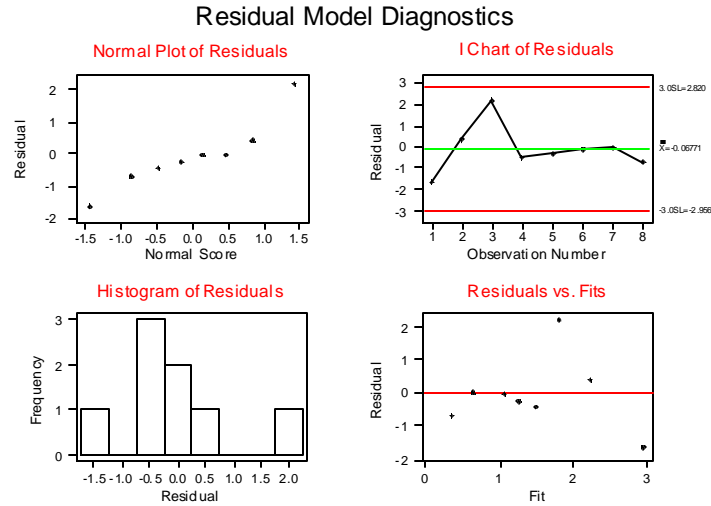 Residual Model Diagnostics
Normal Plot of Residuals
Residual
2
1
0
-1
-2
-1.5 -1.0 -0.5 0.0 0.5 1.0 1.5
Normal Score
I Chart of Residuals
Residual
3
2
1
0
-1
-2
-3
3.0SL=2.820
X=-0.06771
-3.0SL=-2.956
1 2 3 4 5 6 7 8
Observation Number
Histogram of Residuals
Frequency
3
2
1
0
-1.5 -1.0 -0.5 0.0 0.5 1.0 1.5 2.0
Residual
Residuals vs. Fits
Residual
2
1
0
-1
-2
0 1 2 3
Fit